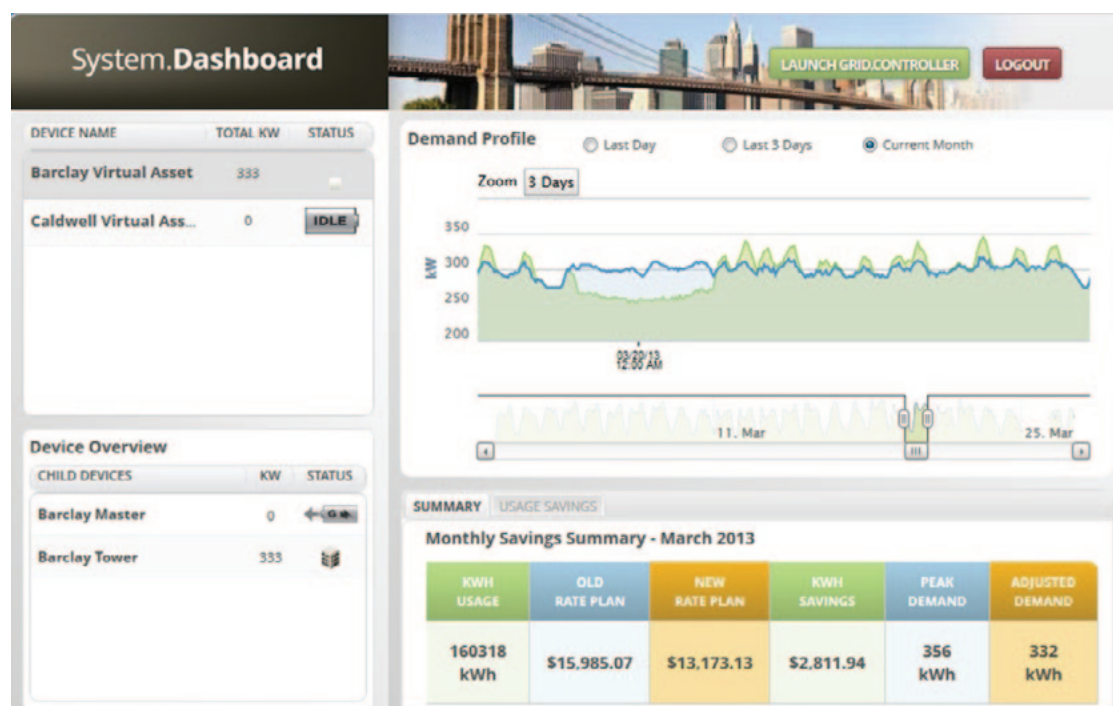 System.Dashboard
LAUNCH GRID.CONTROLLER
LOGOUT
DEVICE NAME TOTAL KW STATUS
Barclay Virtual Asset 333
Caldwell Virtual Ass... 0 IDLE
Device Overview
CHILD DEVICES KW STATUS
Barclay Master 0 G
Barclay Tower 333
Demand Profile Last Day Last 3 Days Current Month
Zoom 3 Days
350
300
250
200
kW
03/20/13
12:00 AM
11. Mar 25. Mar
SUMMARY USAGE SAVINGS
Monthly Savings Summary - March 2013
KWH USAGE OLD RATE PLAN NEW RATE PLAN KWH SAVINGS PEAK DEMAND ADJUSTED DEMAND
160318 kWh $15,985.07 $13,173.13 $2,811.94 356 kWh 332 kWh